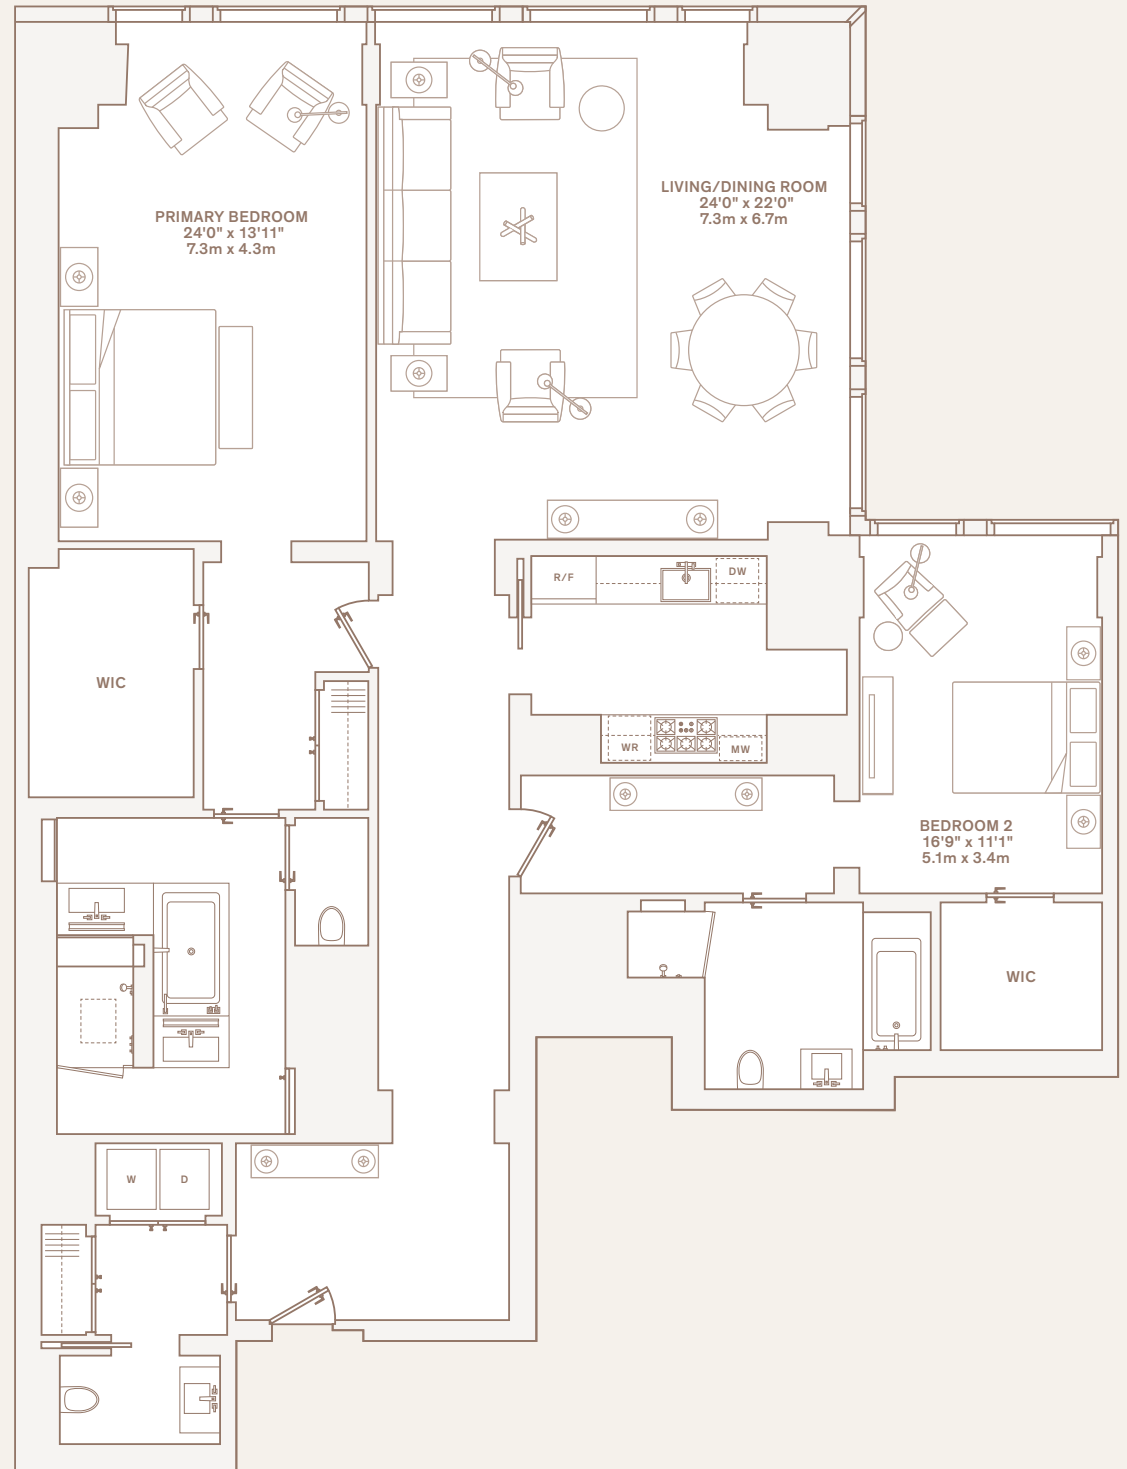 PRIMARY BEDROOM
24'0" x 13'11"
7.3m x 4.3m
LIVING/DINING ROOM
24'0" x 22'0"
7.3m x 6.7m
R/F
DW
WIC
WR
MW
BEDROOM 2
16'9" x 11'1"
5.1m x 3.4m
WIC
W
D